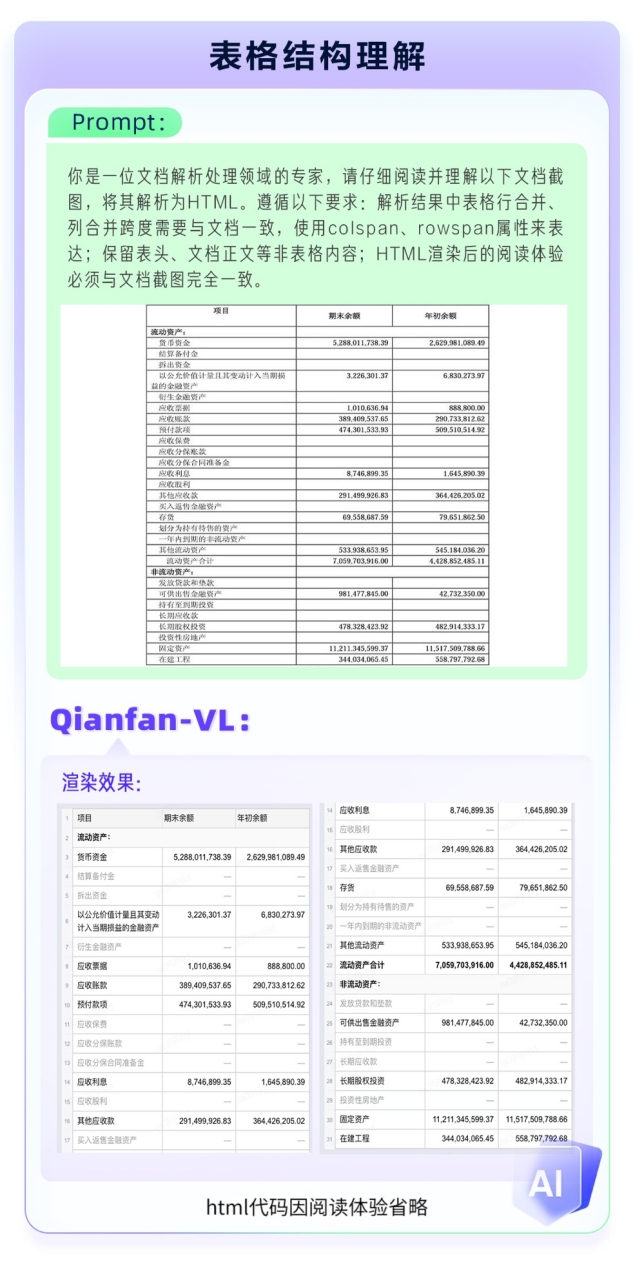 表格结构理解
Prompt:
你是一位文档解析处理领域的专家，请仔细阅读并理解以下文档截
图，将其解析为HTML。遵循以下要求：解析结果中表格行合并、
列合并跨度需要与文档一致，使用colspan、rowspan属性来表
达；保留表头、文档正文等非表格内容；HTML渲染后的阅读体验
必须与文档截图完全一致。
项目 期末余额 年初余额
流动资产：
货币资金 5,288,011,738.39 2,629,981,089.49
结算备付金
拆出资金
以公允价值计量且其变动计入当期损
益的金融资产 3,226,301.37 6,830,273.97
衍生金融资产
应收票据 1,010,636.94 888,800.00
应收账款 389,409,537.65 290,733,812.62
预付款项 474,301,533.93 509,510,514.92
应收保费
应收分保账款
应收分保合同准备金
应收利息 8,746,899.35 1,645,890.39
应收股利
其他应收款 291,499,926.83 364,426,205.02
买入返售金融资产
存货 69,558,687.59 79,651,862.50
划分为持有待售的资产
一年内到期的非流动资产
其他流动资产 533,938,653.95 545,184,036.20
流动资产合计 7,059,703,916.00 4,428,852,485.11
非流动资产：
发放贷款和垫款
可供出售金融资产 981,477,845.00 42,732,350.00
持有至到期投资
长期应收款
长期股权投资 478,328,423.92 482,914,333.17
投资性房地产
固定资产 11,211,345,599.37 11,517,509,788.66
在建工程 344,034,065.45 558,797,792.68
Qianfan-VL：
渲染效果：
1 项目 期末余额 年初余额
2 流动资产：
3 货币资金 5,288,011,738.39 2,629,981,089.49
4 结算备付金 — —
5 拆出资金 — —
6 以公允价值计量且其变动 3,226,301.37 6,830,273.97
计入当期损益的金融资产
7 衍生金融资产 — —
8 应收票据 1,010,636.94 888,800.00
9 应收账款 389,409,537.65 290,733,812.62
10 预付款项 474,301,533.93 509,510,514.92
11 应收保费 — —
12 应收分保账款 — —
13 应收分保合同准备金 — —
14 应收利息 8,746,899.35 1,645,890.39
15 应收股利 — —
16 其他应收款 291,499,926.83 364,426,205.02
17 买入返售金融资产 — —
14 应收利息 8,746,899.35 1,645,890.39
15 应收股利 — —
16 其他应收款 291,499,926.83 364,426,205.02
17 买入返售金融资产 — —
18 存货 69,558,687.59 79,651,862.50
19 划分为持有待售的资产 — —
20 一年内到期的非流动资产 — —
21 其他流动资产 533,938,653.95 545,184,036.20
22 流动资产合计 7,059,703,916.00 4,428,852,485.11
23 非流动资产：
24 发放贷款和垫款 — —
25 可供出售金融资产 981,477,845.00 42,732,350.00
26 持有至到期投资 — —
27 长期应收款 — —
28 长期股权投资 478,328,423.92 482,914,333.17
29 投资性房地产 — —
30 固定资产 11,211,345,599.37 11,517,509,788.66
31 在建工程 344,034,065.45 558,797,792.68
AI
html代码因阅读体验省略